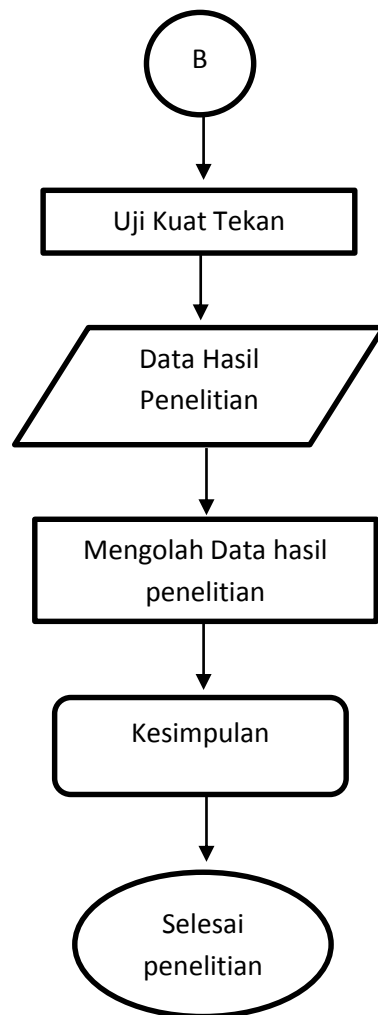 B
Uji Kuat Tekan
Data Hasil
Penelitian
Mengolah Data hasil
penelitian
Kesimpulan
Selesai
penelitian